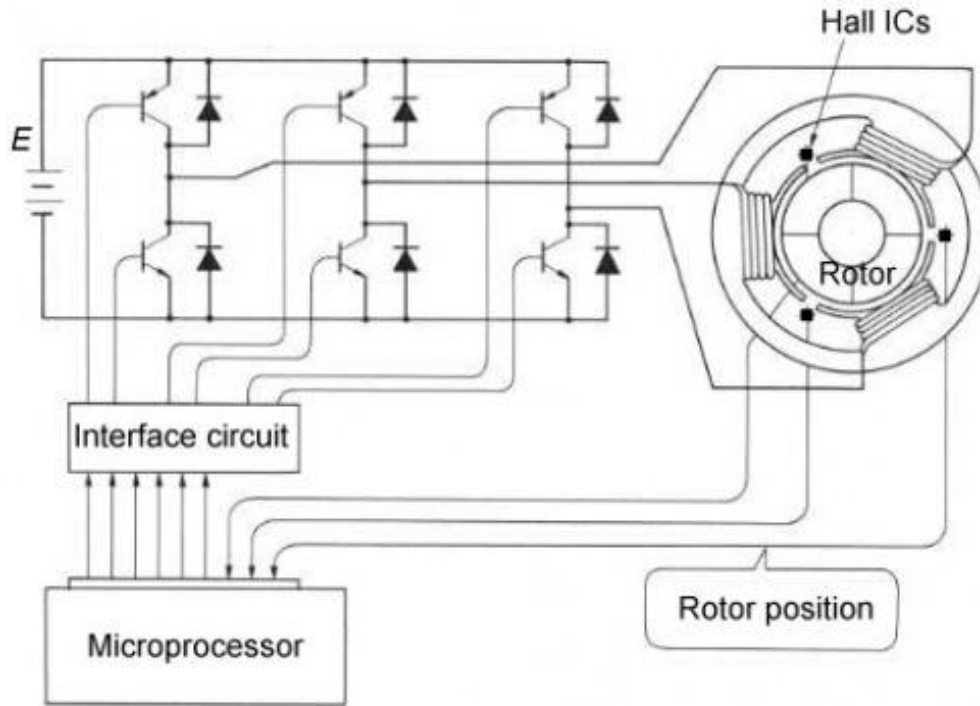 Hall ICs
E
Rotor
Interface circuit
Rotor position
Microprocessor